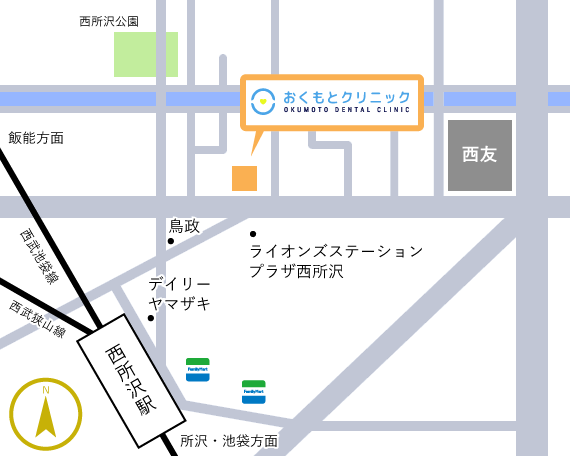 西所沢公園
おくもとクリニック
OKUMOTO DENTAL CLINIC
飯能方面
西友
鳥政
西武池袋線
ライオンズステーション
プラザ西所沢
デイリー
ヤマザキ
西武狭山線
西所沢駅
FamilyMart
FamilyMart
N
所沢・池袋方面